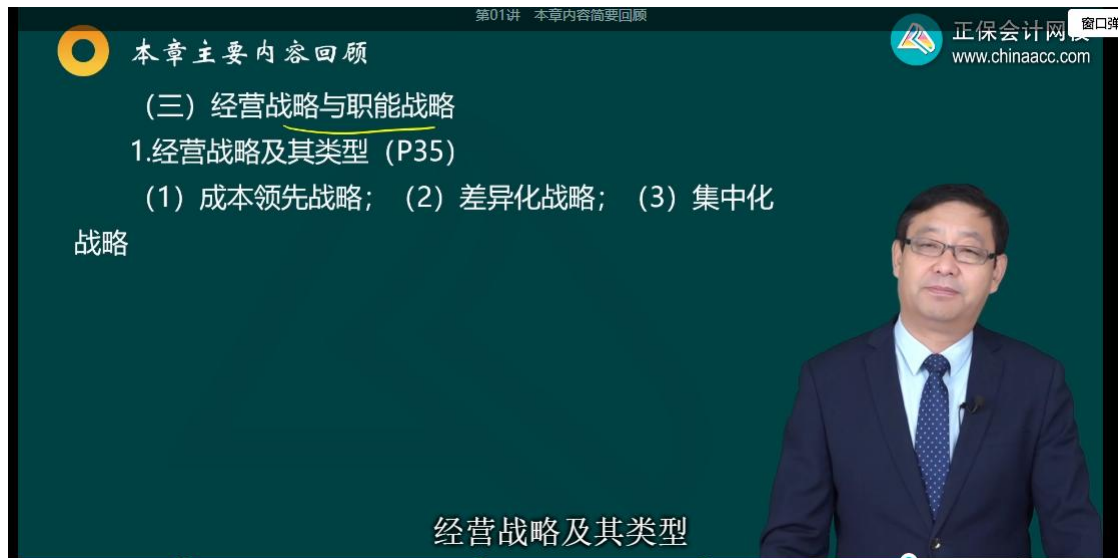 第01讲 本章内容简要回顾
正保会计网校
窗口弹
www.chinaacc.com
本章主要内容回顾
（三）经营战略与职能战略
1.经营战略及其类型（P35）
（1）成本领先战略；（2）差异化战略；（3）集中化
战略
经营战略及其类型